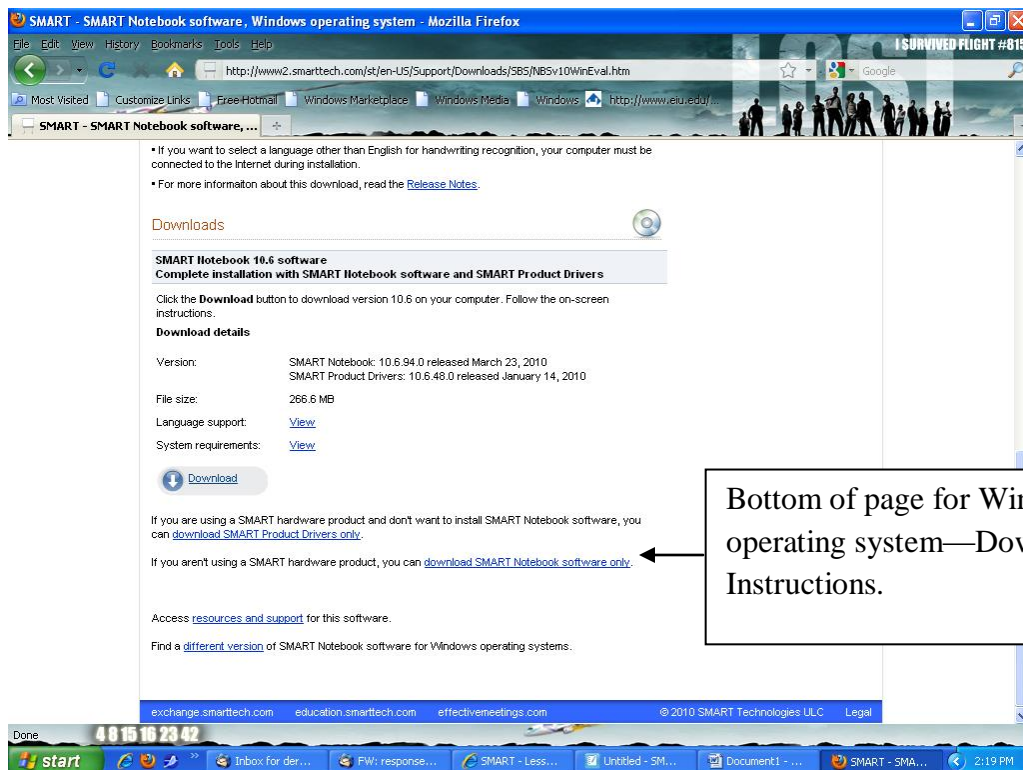 SMART - SMART Notebook software, Windows operating system - Mozilla Firefox
File Edit View History Bookmarks Tools Help
I SURVIVED FLIGHT #815
http://www2.smarttech.com/st/en-US/Support/Downloads/SBS/NBSv10WinEval.htm
Google
Most Visited Customize Links Free Hotmail Windows Marketplace Windows Media Windows http://www.eiu.edu/...
LOST
SMART - SMART Notebook software, ...
▪ If you want to select a language other than English for handwriting recognition, your computer must be
connected to the Internet during installation.
▪ For more informaiton about this download, read the Release Notes.
Downloads
SMART Notebook 10.6 software
Complete installation with SMART Notebook software and SMART Product Drivers
Click the Download button to download version 10.6 on your computer. Follow the on-screen
instructions.
Download details
Version: SMART Notebook: 10.6.94.0 released March 23, 2010
SMART Product Drivers: 10.6.48.0 released January 14, 2010
File size: 266.6 MB
Language support: View
System requirements: View
Download
If you are using a SMART hardware product and don't want to install SMART Notebook software, you
can download SMART Product Drivers only.
If you aren't using a SMART hardware product, you can download SMART Notebook software only.
Bottom of page for Win
operating system—Dow
Instructions.
Access resources and support for this software.
Find a different version of SMART Notebook software for Windows operating systems.
exchange.smarttech.com education.smarttech.com effectivemeetings.com © 2010 SMART Technologies ULC Legal
Done
4 8 15 16 23 42
start Inbox for der... FW: response... SMART - Less... Untitled - SM... Document1 - ... SMART - SMA... 2:19 PM